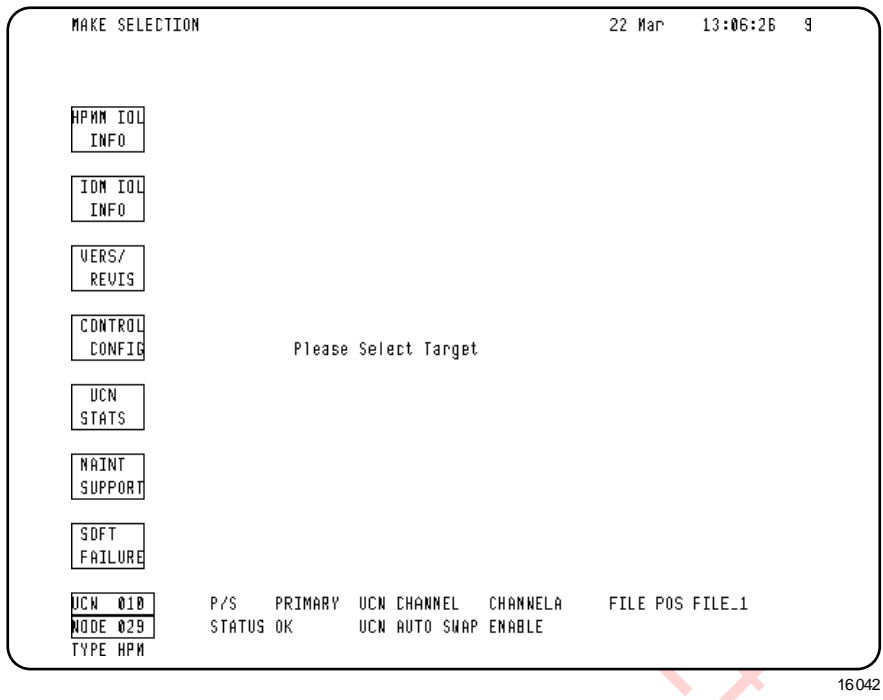 MAKE SELECTION 22 Mar 13:06:26 9
HPMM IOL
INFO
IOM IOL
INFO
VERS/
REVIS
CONTROL
CONFIG
Please Select Target
UCN
STATS
MAINT
SUPPORT
SOFT
FAILURE
UCN 010 P/S PRIMARY UCN CHANNEL CHANNELA FILE POS FILE_1
NODE 029 STATUS OK UCN AUTO SWAP ENABLE
TYPE HPM
16042